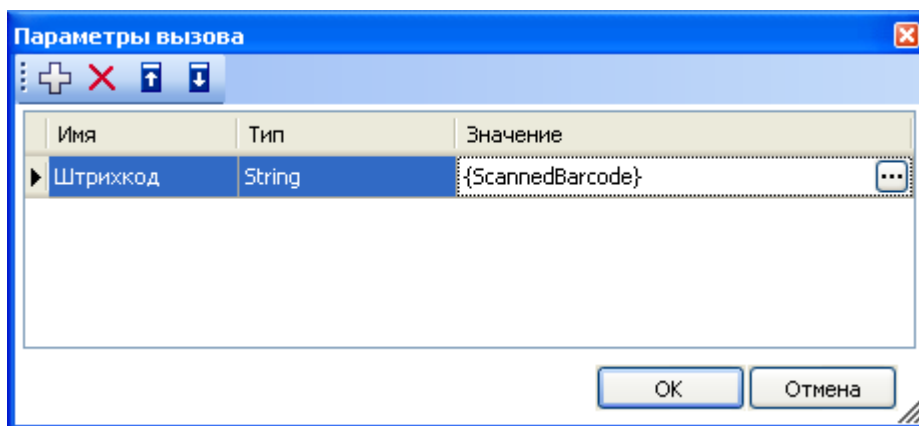 Параметры вызова
Имя Тип Значение
Штрихкод String {ScannedBarcode}
OK Отмена